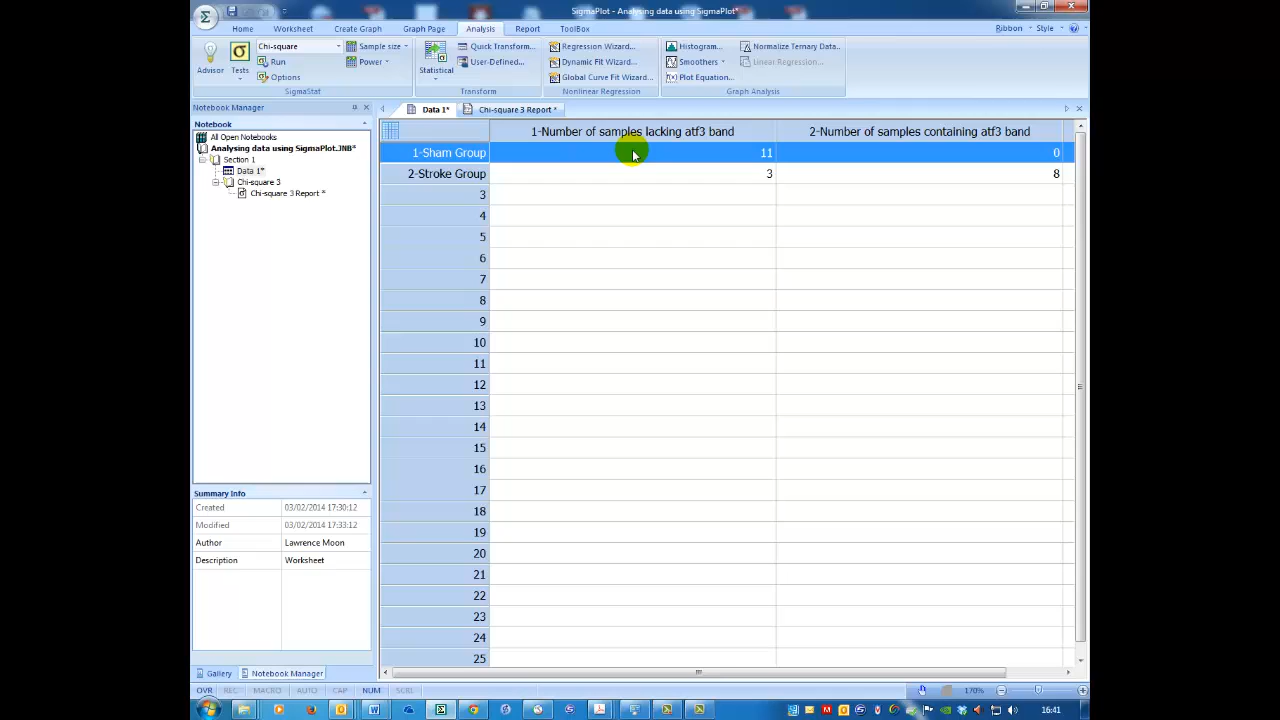 SigmaPlot - Analysing data using SigmaPlot*
Home Worksheet Create Graph Graph Page Analysis Report ToolBox Ribbon Style
Advisor
Tests
Chi-square
Run
Options
Sample size
Power
SigmaStat
Statistical
Quick Transform...
User-Defined...
Transform
Regression Wizard...
Dynamic Fit Wizard...
Global Curve Fit Wizard...
Nonlinear Regression
Histogram...
Smoothers
Plot Equation...
Normalize Ternary Data...
Linear Regression...
Graph Analysis
Notebook Manager
Notebook
All Open Notebooks
Analysing data using SigmaPlot.JNB*
Section 1
Data 1*
Chi-square 3
Chi-square 3 Report *
Summary Info
Created 03/02/2014 17:30:12
Modified 03/02/2014 17:33:12
Author Lawrence Moon
Description Worksheet
Gallery Notebook Manager
Data 1* Chi-square 3 Report *
1-Number of samples lacking atf3 band 2-Number of samples containing atf3 band
1-Sham Group 11 0
2-Stroke Group 3 8
3
4
5
6
7
8
9
10
11
12
13
14
15
16
17
18
19
20
21
22
23
24
25
OVR REC MACRO AUTO CAP NUM SCRL 170%
16:41